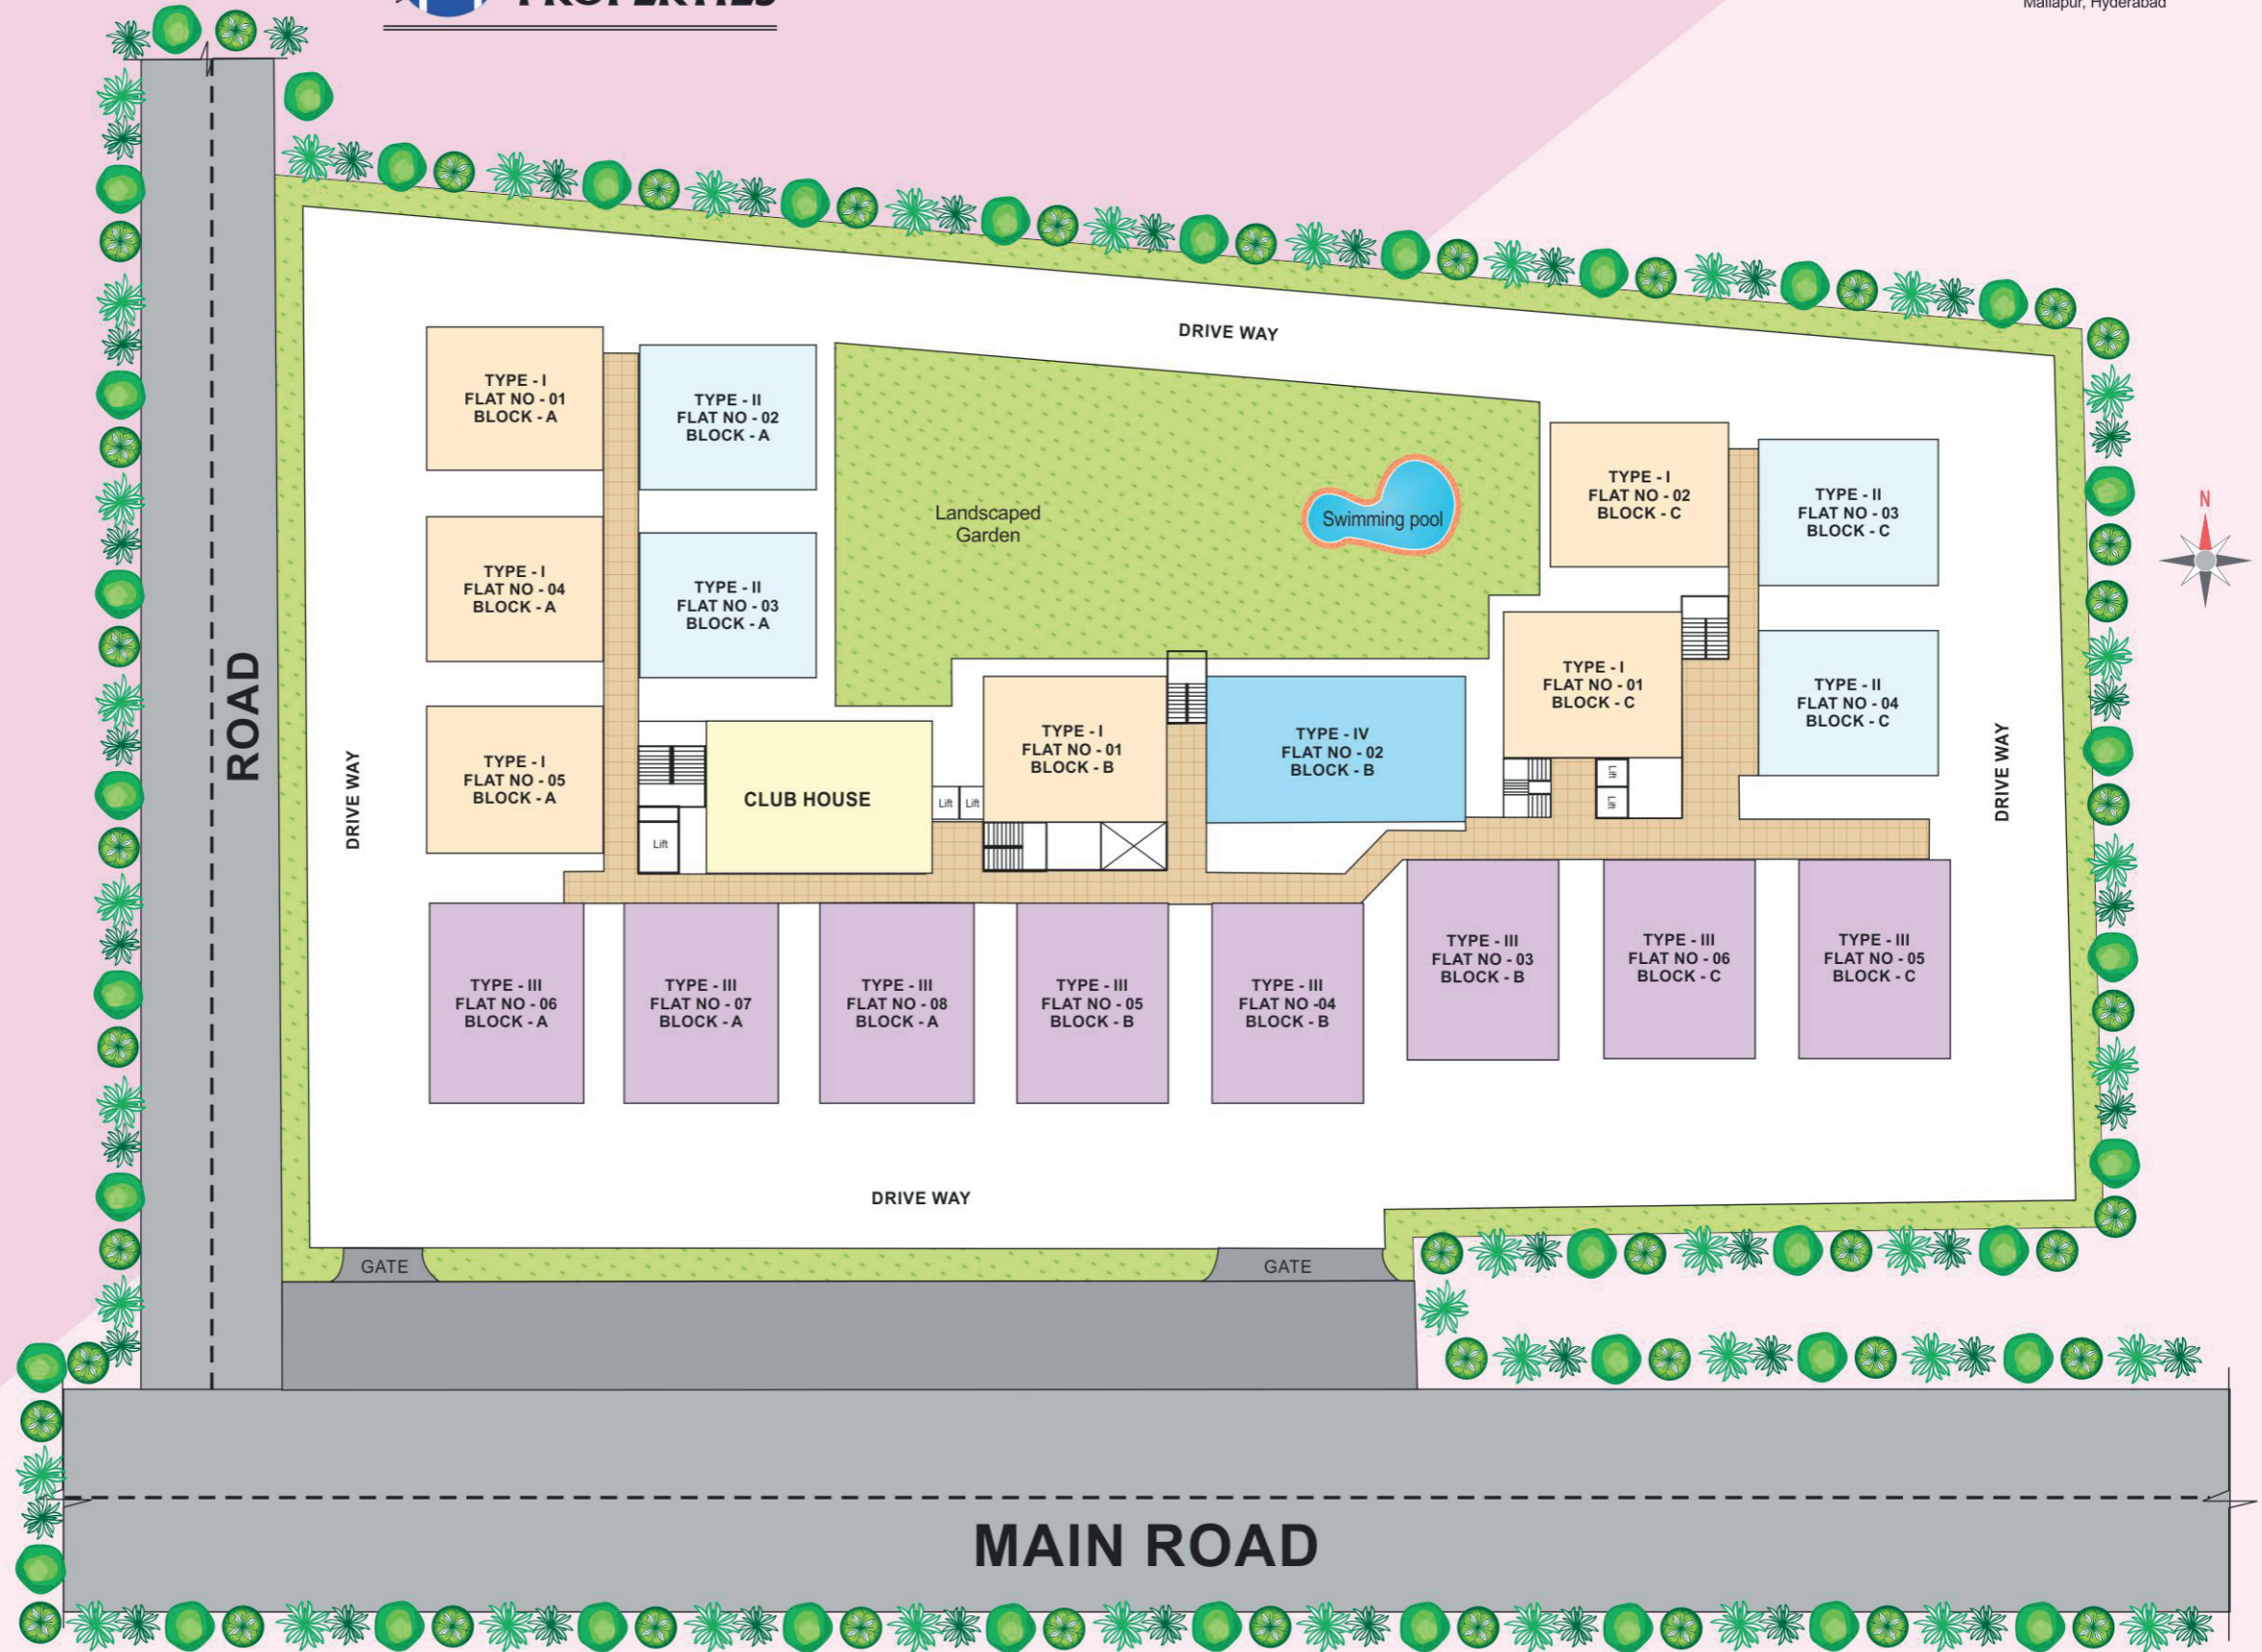 PROPERTIES
Mallapur, Hyderabad
DRIVE WAY
TYPE - I
FLAT NO - 01
BLOCK - A
TYPE - II
FLAT NO - 02
BLOCK - A
TYPE - I
FLAT NO - 02
BLOCK - C
TYPE - II
FLAT NO - 03
BLOCK - C
N
Landscaped
Garden
Swimming pool
TYPE - I
FLAT NO - 04
BLOCK - A
TYPE - II
FLAT NO - 03
BLOCK - A
TYPE - I
FLAT NO - 01
BLOCK - C
TYPE - II
FLAT NO - 04
BLOCK - C
ROAD
DRIVE WAY
TYPE - I
FLAT NO - 05
BLOCK - A
Lift
CLUB HOUSE
Lift
Lift
TYPE - I
FLAT NO - 01
BLOCK - B
TYPE - IV
FLAT NO - 02
BLOCK - B
Lift
Lift
DRIVE WAY
TYPE - III
FLAT NO - 06
BLOCK - A
TYPE - III
FLAT NO - 07
BLOCK - A
TYPE - III
FLAT NO - 08
BLOCK - A
TYPE - III
FLAT NO - 05
BLOCK - B
TYPE - III
FLAT NO -04
BLOCK - B
TYPE - III
FLAT NO - 03
BLOCK - B
TYPE - III
FLAT NO - 06
BLOCK - C
TYPE - III
FLAT NO - 05
BLOCK - C
DRIVE WAY
GATE
GATE
MAIN ROAD